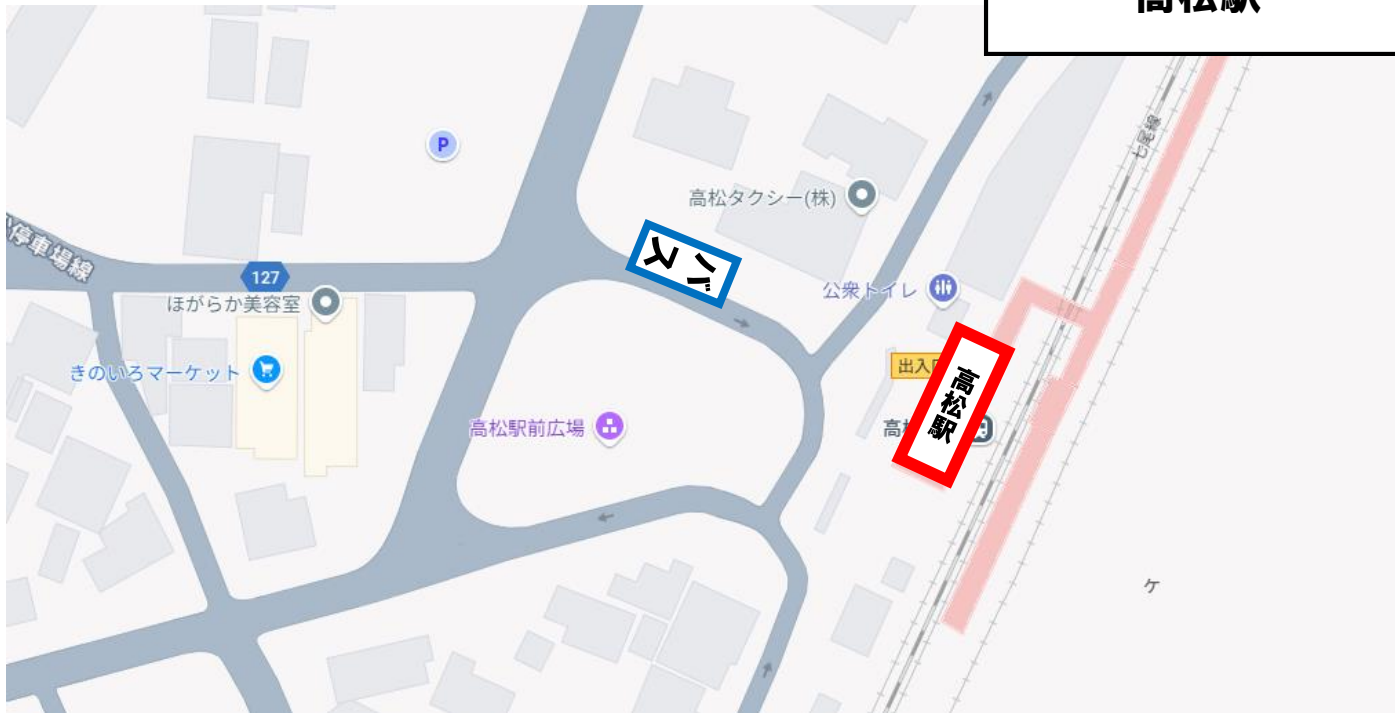 高松駅
七尾線
P
高松タクシー(株)
停車場線
バス
127
公衆トイレ
ほがらか美容室
出入口
きのいろマーケット
高松駅
高松駅前広場
ケ